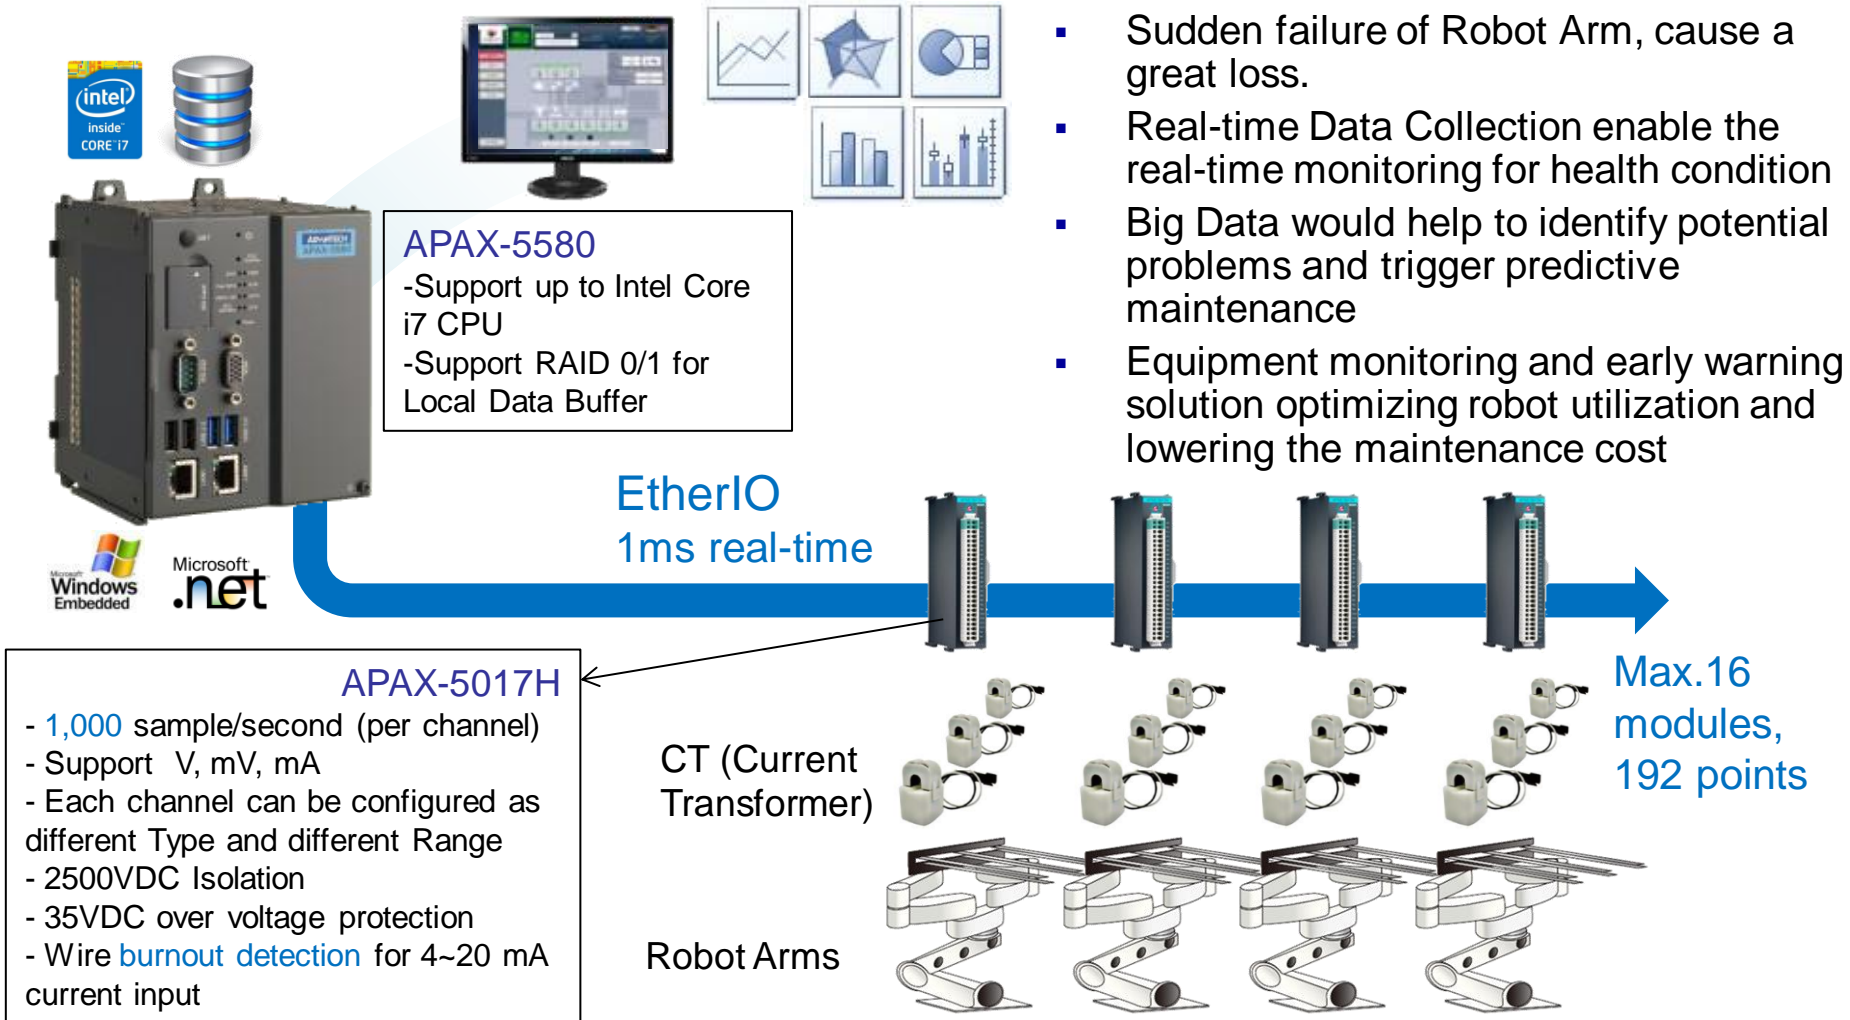 (intel)
inside™
CORE™i7
ADVANTECH
APAX-5580
APAX-5580
-Support up to Intel Core
i7 CPU
-Support RAID 0/1 for
Local Data Buffer
▪ Sudden failure of Robot Arm, cause a
great loss.
▪ Real-time Data Collection enable the
real-time monitoring for health condition
▪ Big Data would help to identify potential
problems and trigger predictive
maintenance
▪ Equipment monitoring and early warning
solution optimizing robot utilization and
lowering the maintenance cost
EtherIO
1ms real-time
Microsoft
Windows
Embedded
Microsoft
.net
APAX-5017H
- 1,000 sample/second (per channel)
- Support V, mV, mA
- Each channel can be configured as
different Type and different Range
- 2500VDC Isolation
- 35VDC over voltage protection
- Wire burnout detection for 4~20 mA
current input
CT (Current
Transformer)
Robot Arms
Max.16
modules,
192 points